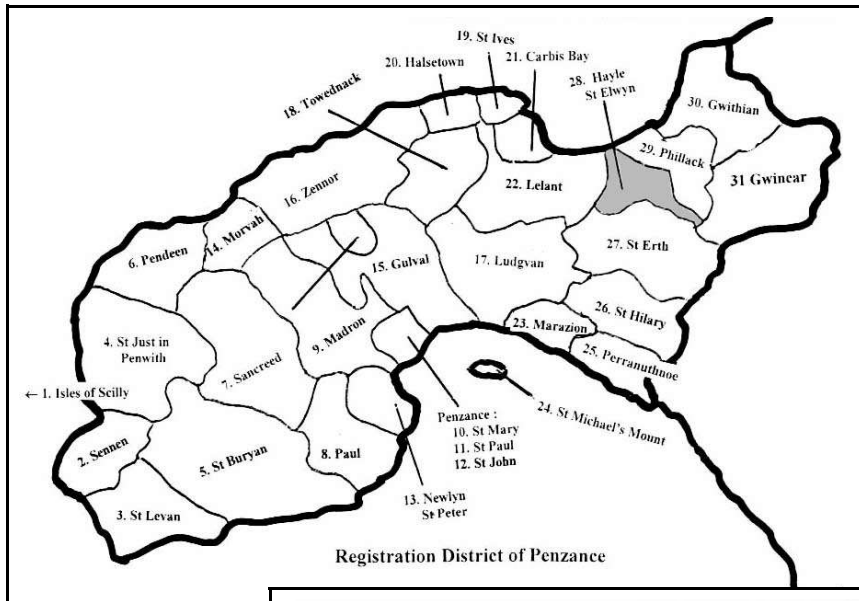 19. St Ives
20. Halsetown
21. Carbis Bay
28. Hayle
St Elwyn
18. Towednack
30. Gwithian
29. Phillack
31 Gwinear
16. Zennor
22. Lelant
14. Morvah
6. Pendeen
15. Gulval
17. Ludgvan
27. St Erth
26. St Hilary
23. Marazion
4. St Just in
Penwith
9. Madron
7. Sancreed
25. Perranuthnoe
← 1. Isles of Scilly
24. St Michael's Mount
Penzance :
10. St Mary
11. St Paul
12. St John
2. Sennen
8. Paul
5. St Buryan
13. Newlyn
St Peter
3. St Levan
Registration District of Penzance